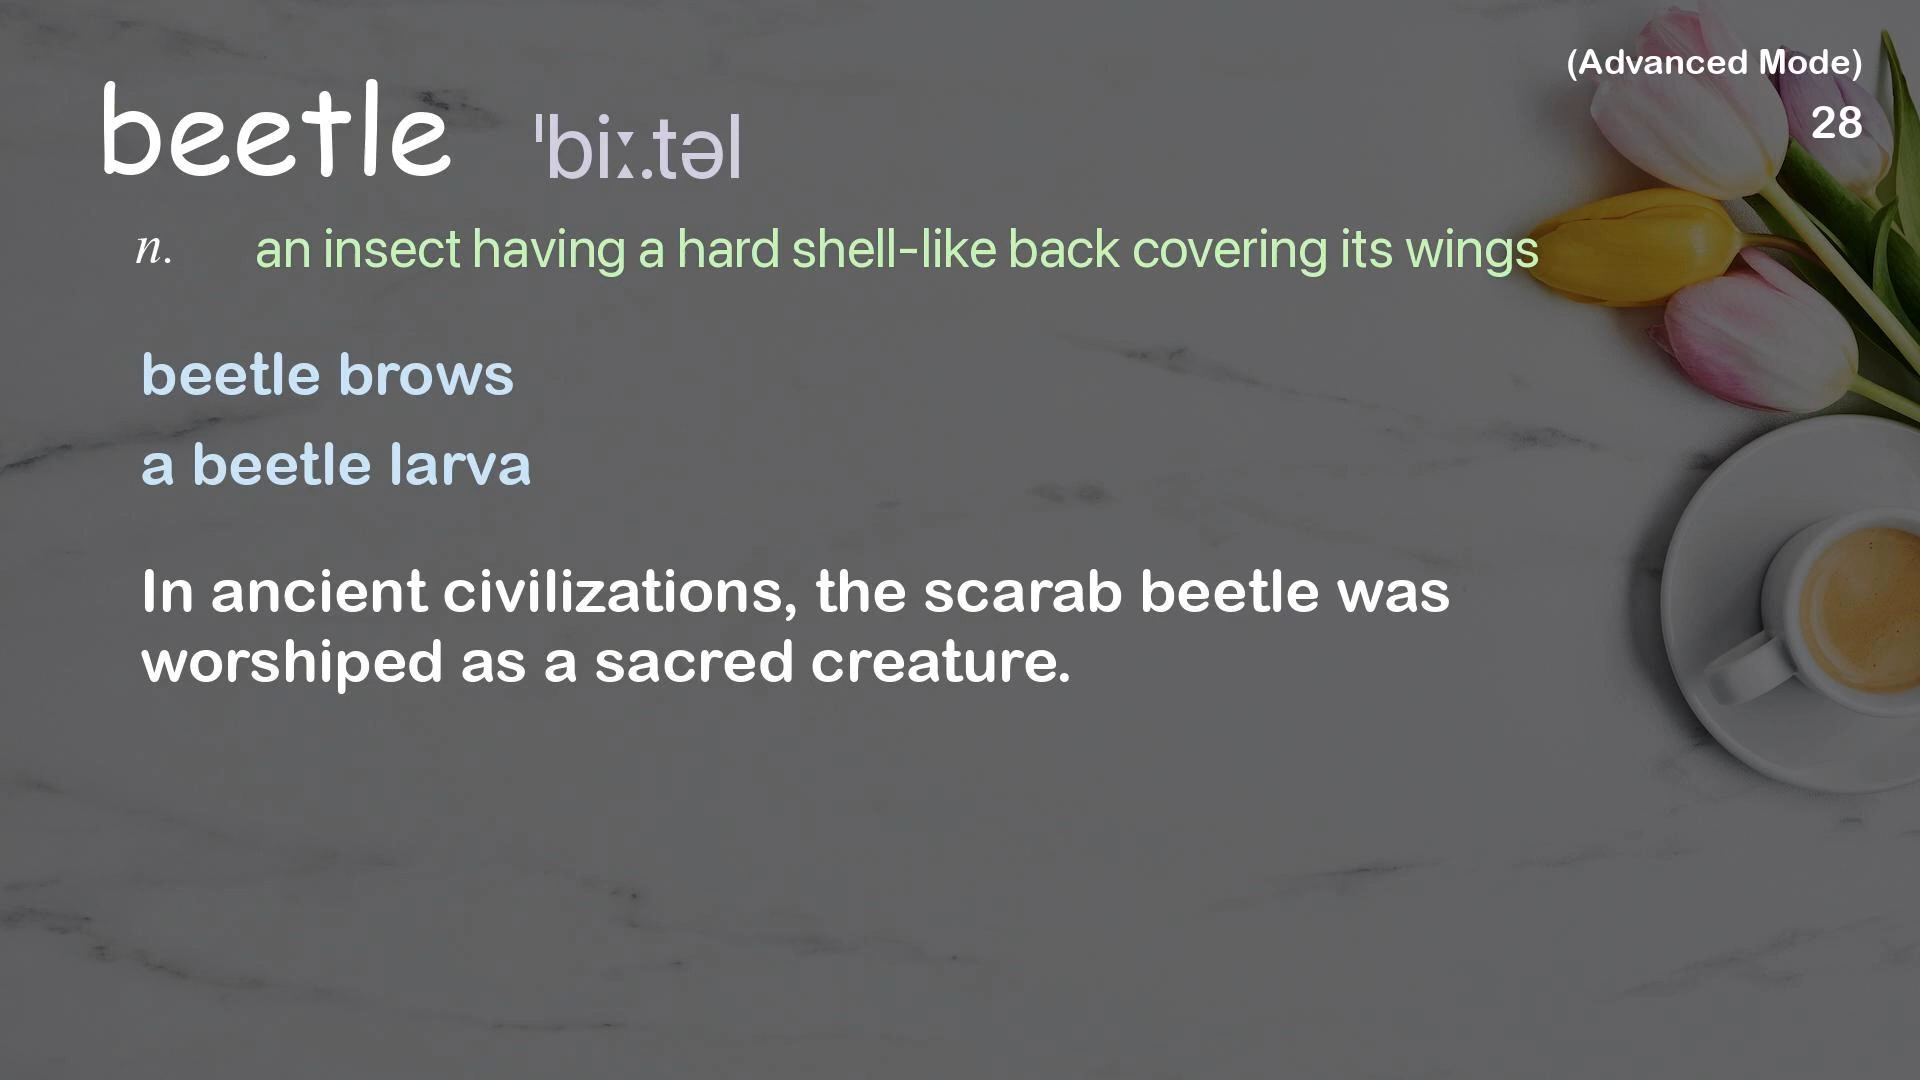 (Advanced Mode)
28
beetle ˈbiː.təl
n. an insect having a hard shell-like back covering its wings
beetle brows
a beetle larva
In ancient civilizations, the scarab beetle was
worshiped as a sacred creature.